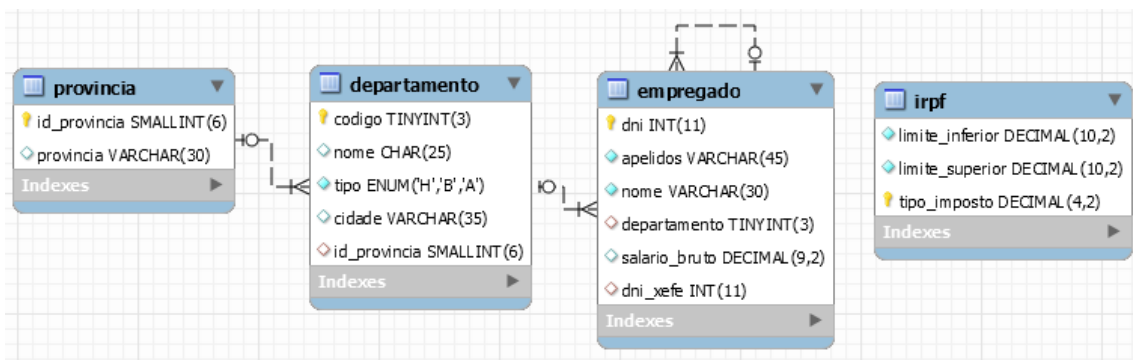 provincia
id_provincia SMALLINT(6)
provincia VARCHAR(30)
Indexes
departamento
codigo TINYINT(3)
nome CHAR(25)
tipo ENUM('H','B','A')
cidade VARCHAR(35)
id_provincia SMALLINT(6)
Indexes
empregado
dni INT(11)
apelidos VARCHAR(45)
nome VARCHAR(30)
departamento TINYINT(3)
salario_bruto DECIMAL(9,2)
dni_xefe INT(11)
Indexes
irpf
limite_inferior DECIMAL(10,2)
limite_superior DECIMAL(10,2)
tipo_imposto DECIMAL(4,2)
Indexes